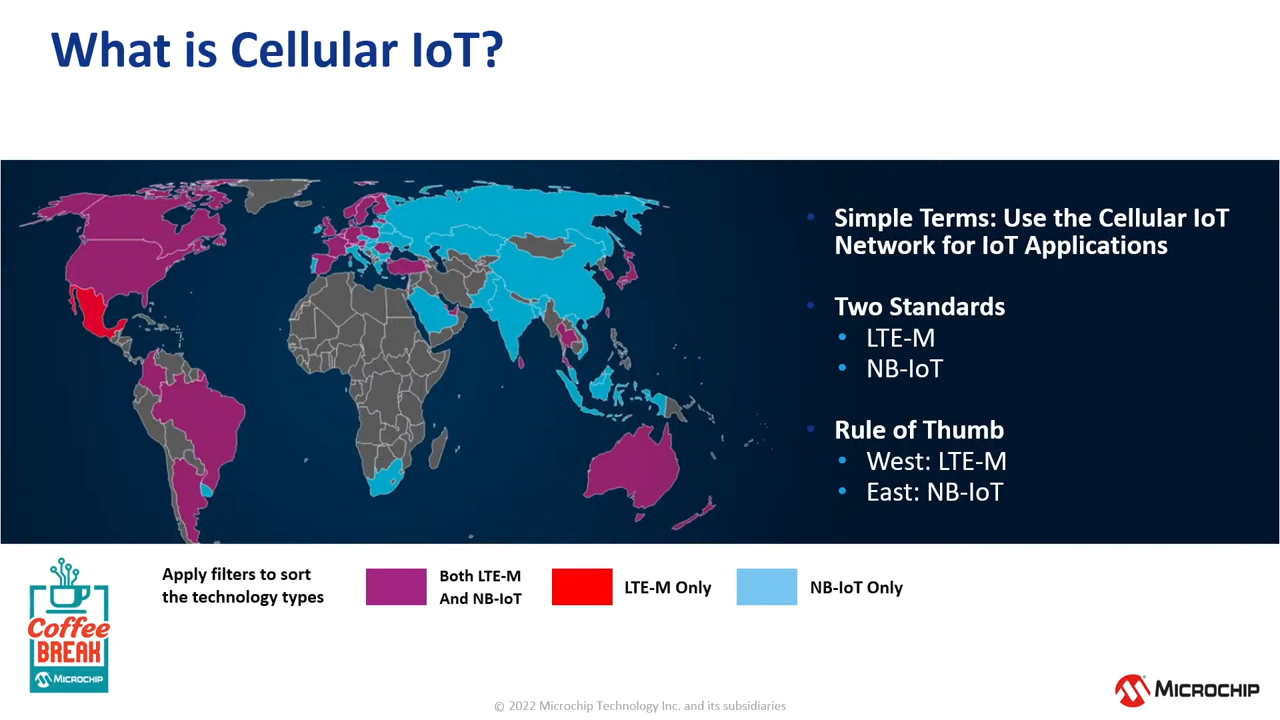 What is Cellular IoT?
Simple Terms: Use the Cellular IoT
Network for IoT Applications
Two Standards
LTE-M
NB-IoT
Rule of Thumb
West: LTE-M
East: NB-IoT
Apply filters to sort
the technology types
Both LTE-M
And NB-IoT
LTE-M Only
NB-IoT Only
Coffee
BREAK
MICROCHIP
MICROCHIP
© 2022 Microchip Technology Inc. and its subsidiaries